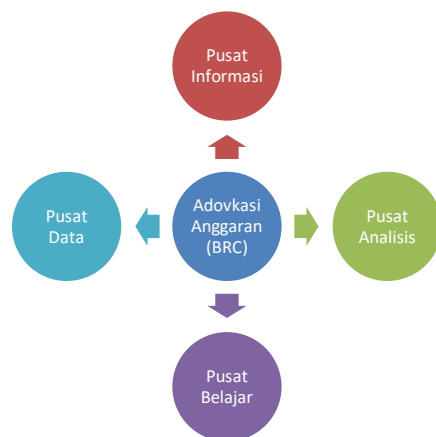 Pusat
Informasi
Pusat
Data
Adovkasi
Anggaran
(BRC)
Pusat
Analisis
Pusat
Belajar